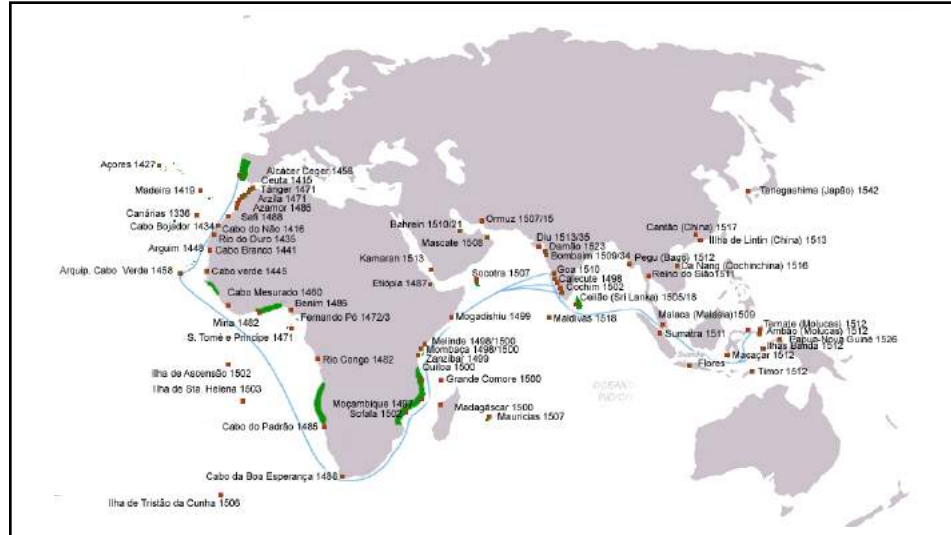 Açores 1427
Alcácer Ceger 1458
Ceuta 1415
Tânger 1471
Arzila 1471
Azamor 1485
Safi 1488
Madeira 1419
Canárias 1336
Cabo Bojador 1434
Cabo do Não 1416
Rio do Ouro 1435
Arguim 1448
Cabo Branco 1441
Arquip. Cabo Verde 1458
Cabo verde 1445
Cabo Mesurado 1460
Benim 1485
Mina 1482
Fernando Pó 1472/3
S. Tomé e Principe 1471
Rio Congo 1482
Ilha de Ascensão 1502
Ilha de Sta. Helena 1503
Cabo do Padrão 1485
Cabo da Boa Esperança 1488
Ilha de Tristão da Cunha 1506
Bahrein 1510/21
Ormuz 1507/15
Mascate 1508
Kamaran 1513
Socotra 1507
Etiópia 1487
Mogadishiu 1499
Melinde 1498/1500
Mombaça 1498/1500
Zanzibar 1499
Quiloa 1500
Grande Comore 1500
Moçambique 1497
Sofala 1502
Madagáscar 1500
Mauricias 1507
Diu 1513/35
Damão 1523
Bombaim 1509/34
Goa 1510
Calecute 1498
Cochim 1502
Ceilão (Sri Lanka) 1505/18
Maldivas 1518
Tanegashima (Japão) 1542
Cantão (China) 1517
Ilha de Lintin (China) 1513
Pegu (Bago) 1512
Da Nang (Cochinchina) 1516
Reino do Sião 1511
Malaca (Malásia) 1509
Sumatra 1511
Ternate (Molucas) 1512
Ambão (Molucas) 1512
Papua-Nova Guiné 1526
Ilhas Banda 1512
Macaçar 1512
Flores
Timor 1512
OCEANO
ÍNDICO